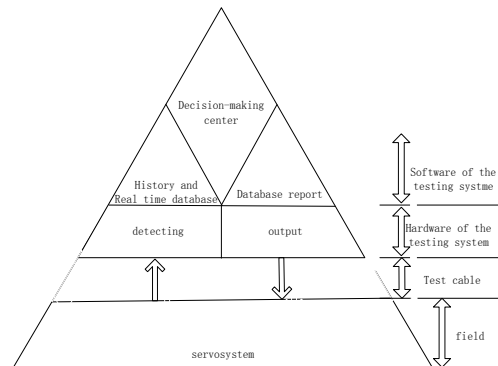 Decision-making
center
History and
Real time database
Database report
Software of the
testing systme
detecting
output
Hardware of the
testing system
Test cable
field
servosystem